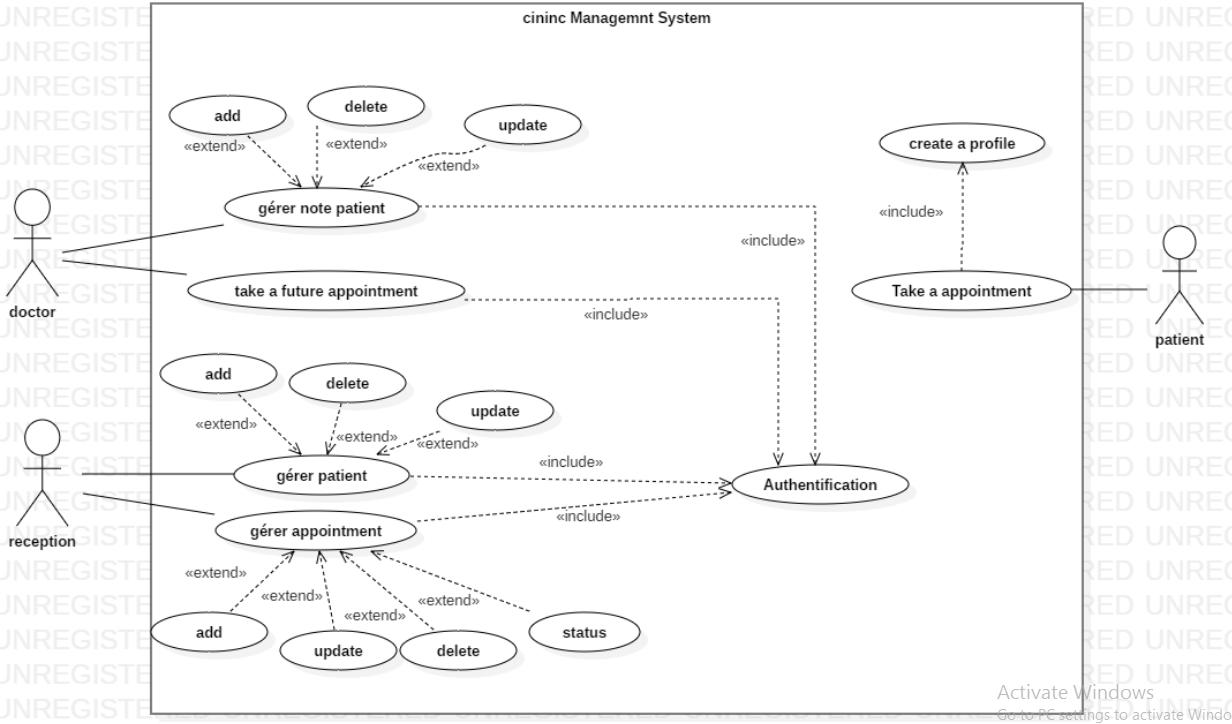 cininc Managemnt System
add
delete
update
«extend»
«extend»
«extend»
create a profile
gérer note patient
«include»
«include»
take a future appointment
Take a appointment
«include»
doctor
patient
add
delete
update
«extend»
«extend»
«extend»
gérer patient
«include»
Authentification
gérer appointment
«include»
reception
«extend»
«extend»
«extend»
«extend»
add
update
delete
status
Activate Windows
Go to PC settings to activate Windo
UNREGISTERED